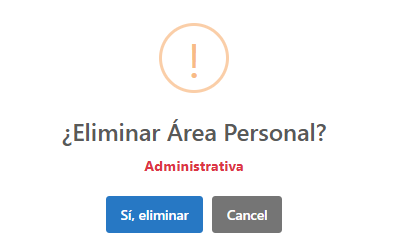 !
¿Eliminar Área Personal?
Administrativa
Sí, eliminar
Cancel